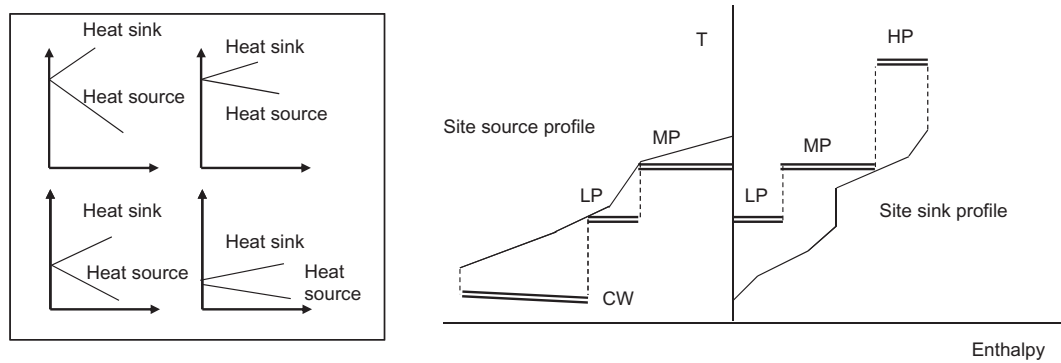 Heat sink
Heat source
Heat sink
Heat source
Heat sink
Heat source
Heat sink
Heat
source
T
HP
Site source profile
MP
MP
LP
LP
Site sink profile
CW
Enthalpy